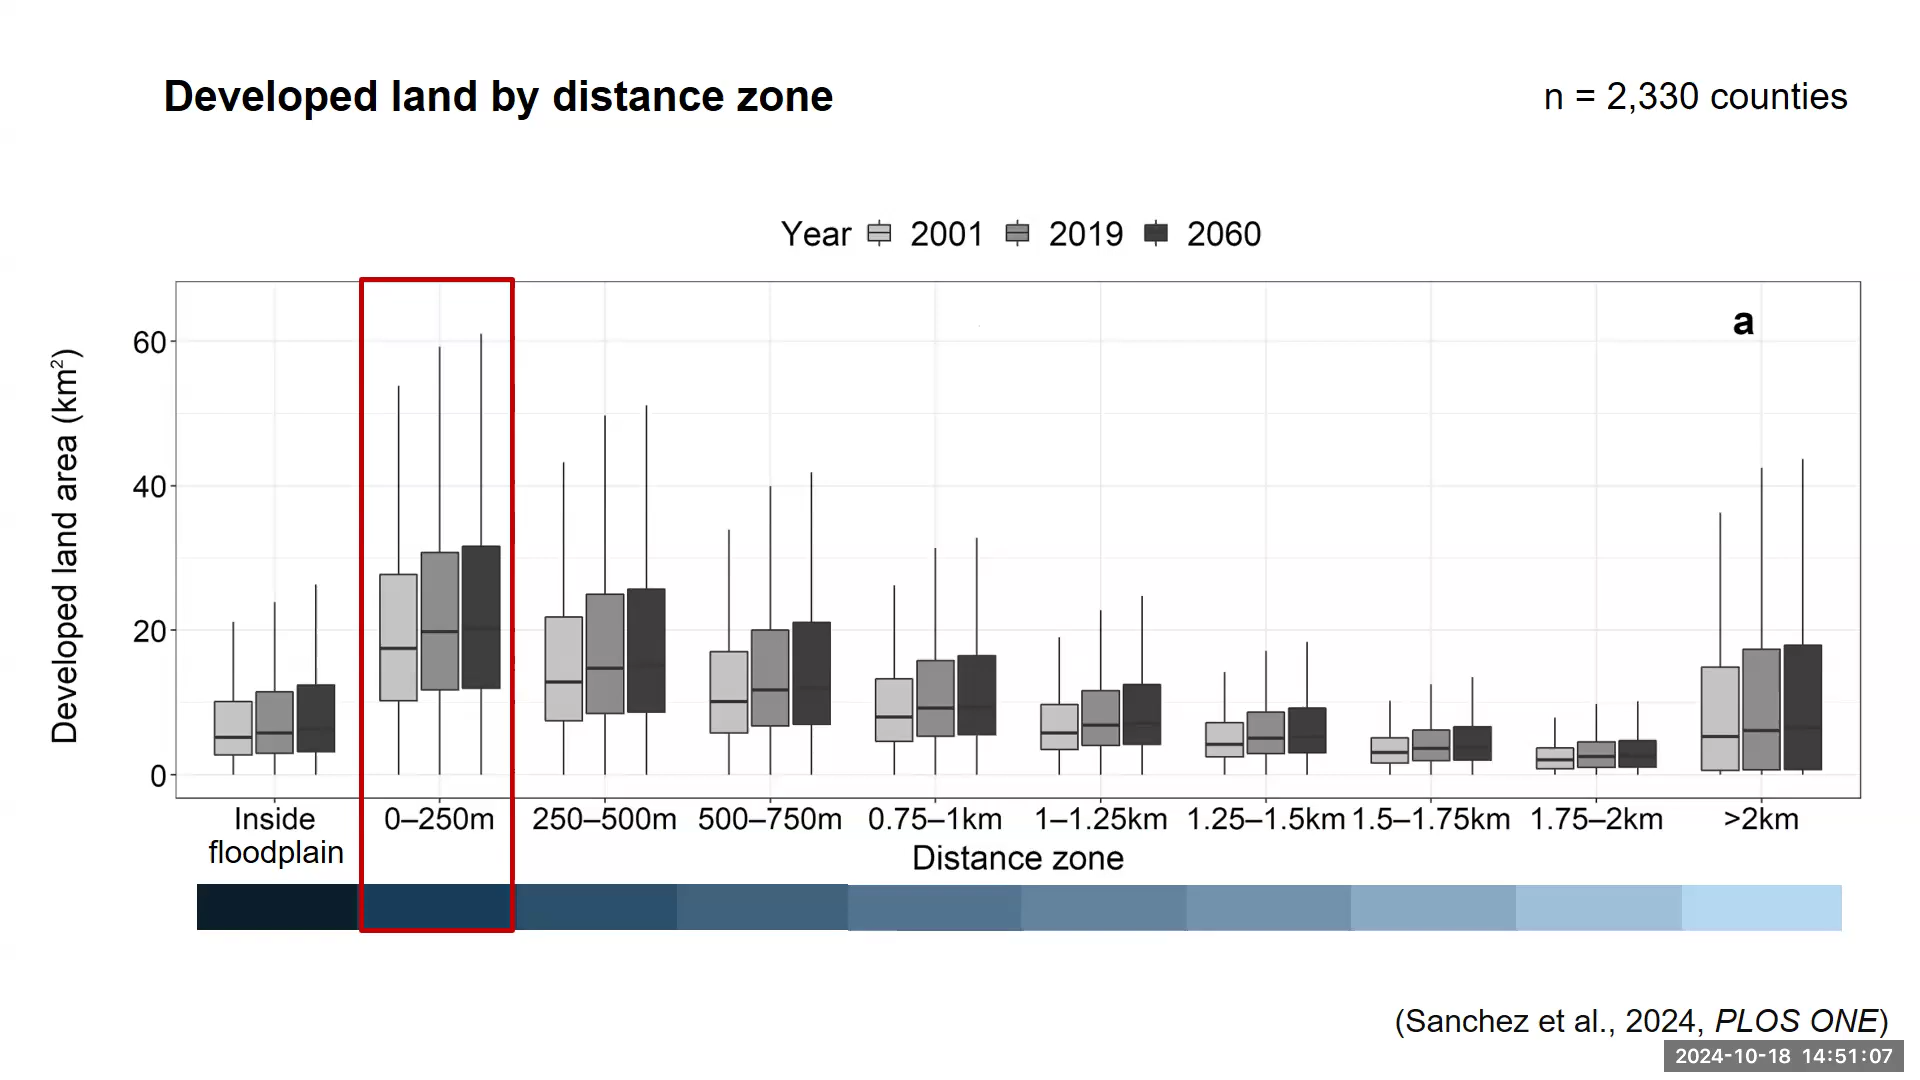 Developed land by distance zone
n = 2,330 counties
Year 2001 2019 2060
a
Developed land area (km²)
60
40
20
0
Inside floodplain
0–250m
250–500m
500–750m
0.75–1km
1–1.25km
1.25–1.5km
1.5–1.75km
1.75–2km
>2km
Distance zone
(Sanchez et al., 2024, PLOS ONE)
2024-10-18 14:51:07